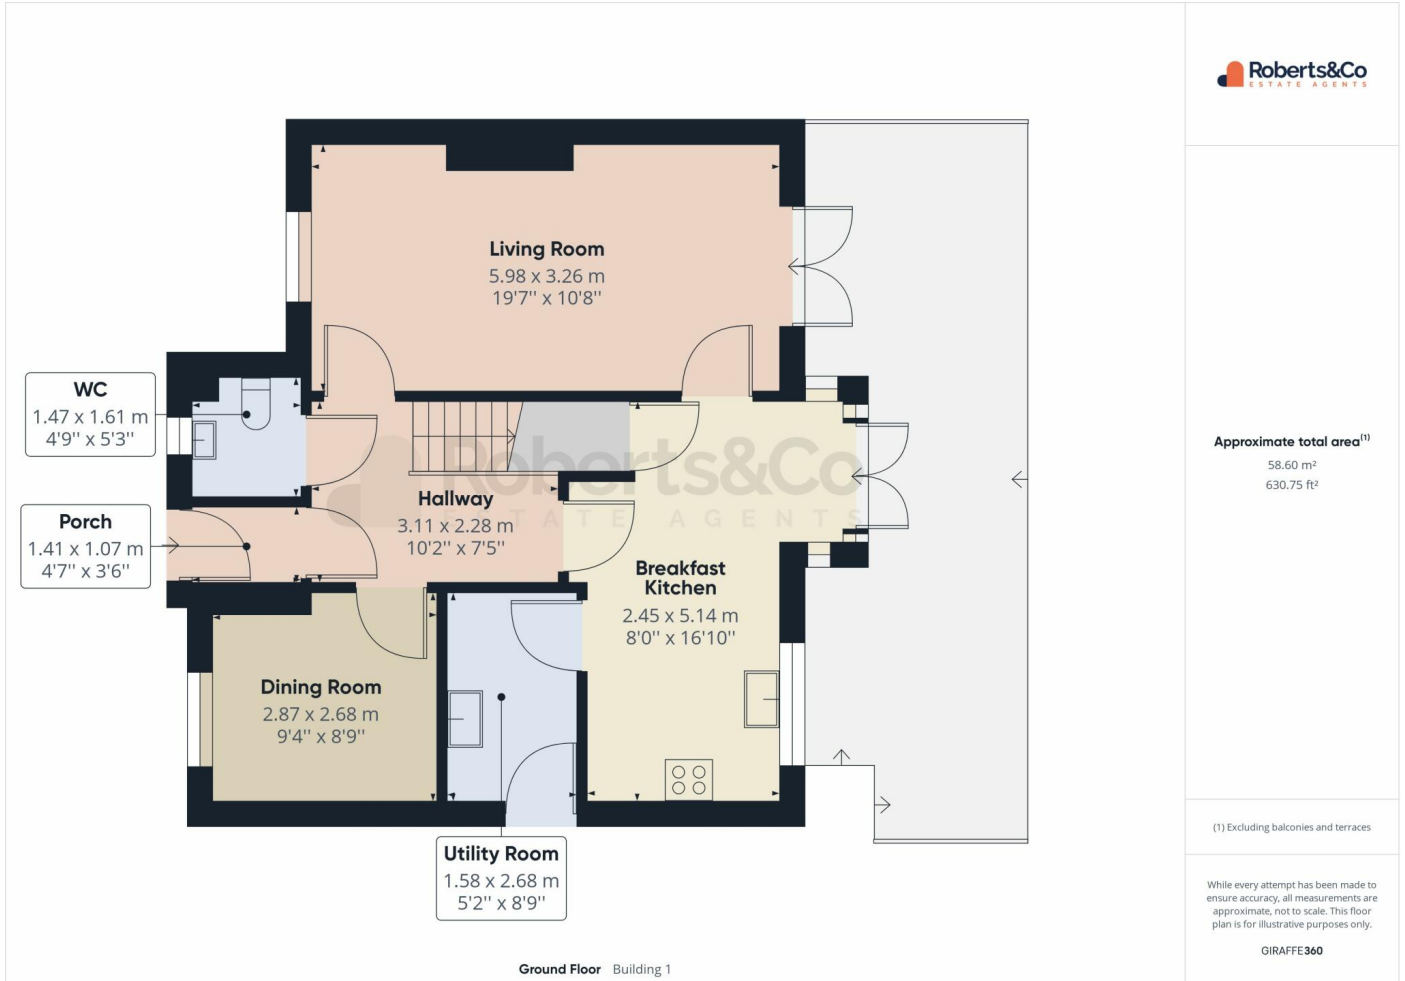 Roberts&Co
ESTATE AGENTS
Living Room
5.98 x 3.26 m
19'7'' x 10'8''
WC
1.47 x 1.61 m
4'9'' x 5'3''
Roberts&Co
ESTATE AGENTS
Hallway
3.11 x 2.28 m
10'2'' x 7'5''
Porch
1.41 x 1.07 m
4'7'' x 3'6''
Breakfast
Kitchen
2.45 x 5.14 m
8'0'' x 16'10''
Dining Room
2.87 x 2.68 m
9'4'' x 8'9''
Utility Room
1.58 x 2.68 m
5'2'' x 8'9''
Ground Floor Building 1
Approximate total area(1)
58.60 m²
630.75 ft²
(1) Excluding balconies and terraces
While every attempt has been made to
ensure accuracy, all measurements are
approximate, not to scale. This floor
plan is for illustrative purposes only.
GIRAFFE360